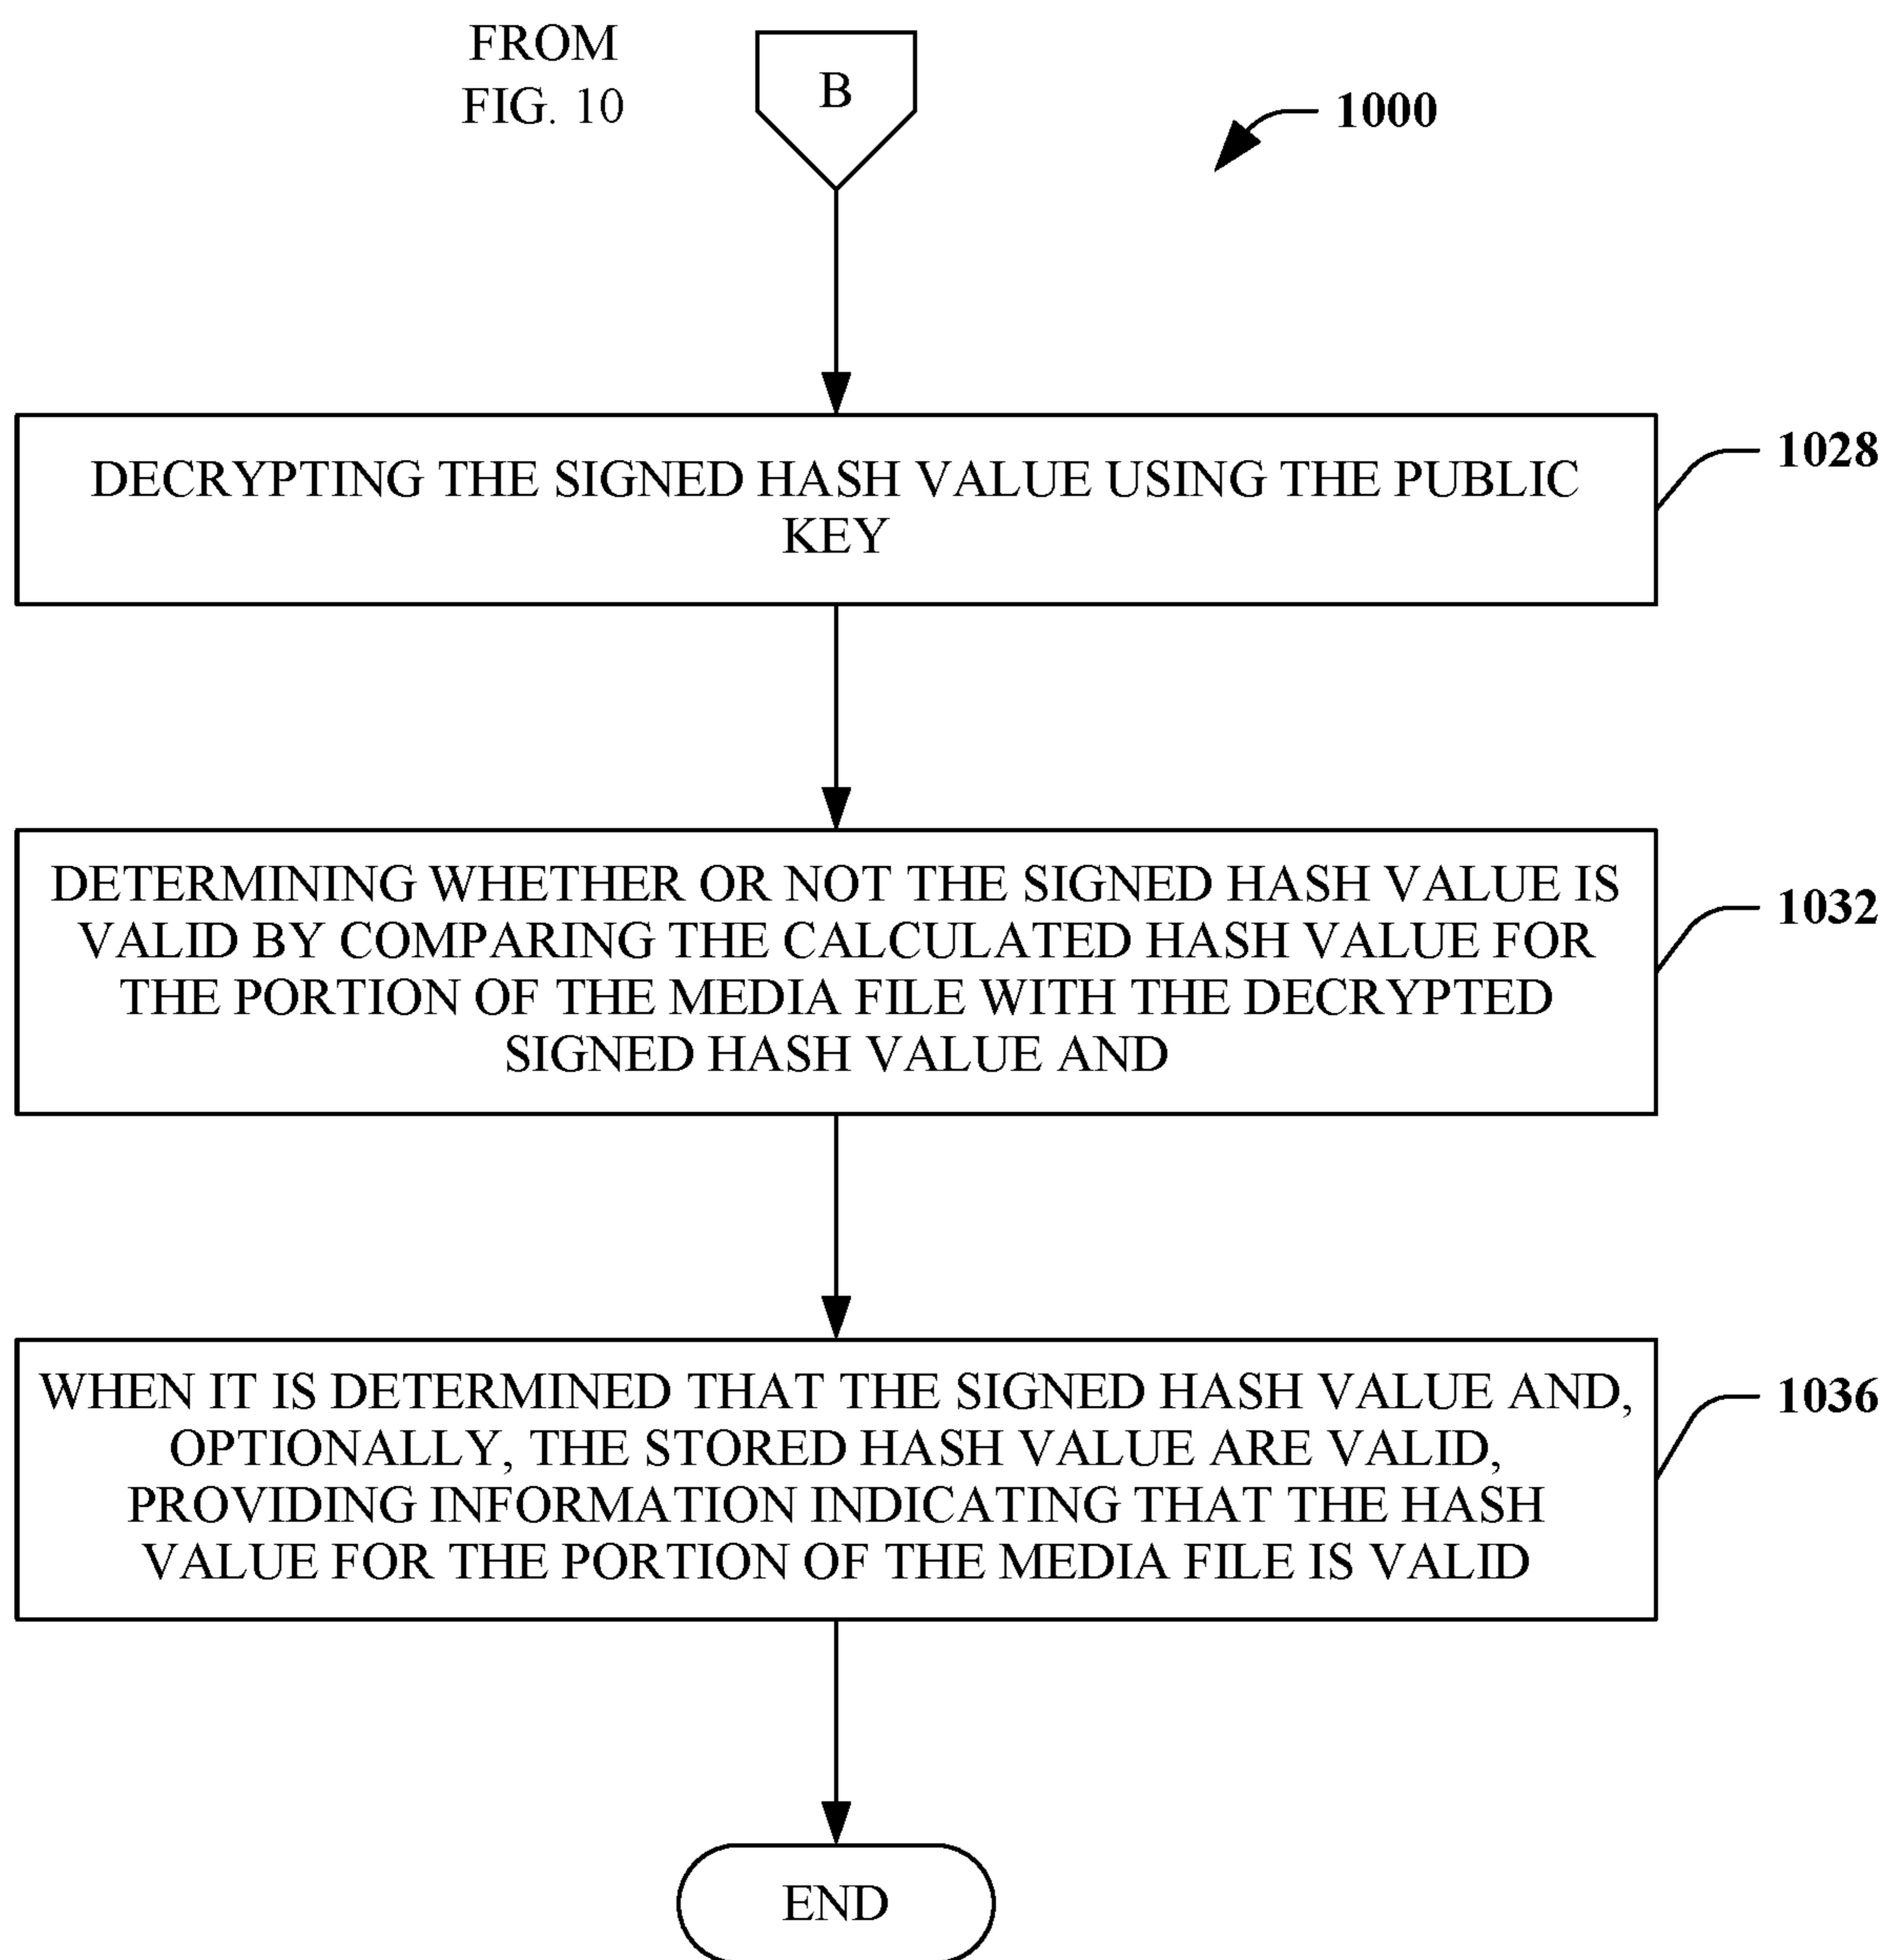 FROM
FIG. 10
B
1000
DECRYPTING THE SIGNED HASH VALUE USING THE PUBLIC
KEY
1028
DETERMINING WHETHER OR NOT THE SIGNED HASH VALUE IS
VALID BY COMPARING THE CALCULATED HASH VALUE FOR
THE PORTION OF THE MEDIA FILE WITH THE DECRYPTED
SIGNED HASH VALUE AND
1032
WHEN IT IS DETERMINED THAT THE SIGNED HASH VALUE AND,
OPTIONALLY, THE STORED HASH VALUE ARE VALID,
PROVIDING INFORMATION INDICATING THAT THE HASH
VALUE FOR THE PORTION OF THE MEDIA FILE IS VALID
1036
END